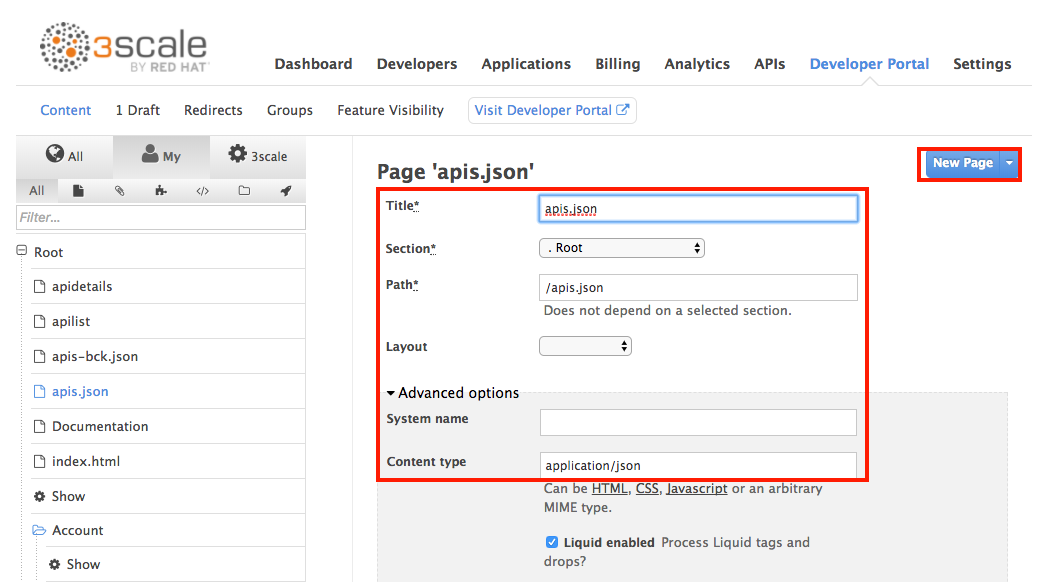 3scale
BY RED HAT
Dashboard Developers Applications Billing Analytics APIs Developer Portal Settings
Content 1 Draft Redirects Groups Feature Visibility Visit Developer Portal
All My 3scale
All
Filter...
Root
apidetails
apilist
apis-bck.json
apis.json
Documentation
index.html
Show
Account
Show
Page 'apis.json'
New Page
Title* apis.json
Section* . Root
Path* /apis.json
Does not depend on a selected section.
Layout
Advanced options
System name
Content type application/json
Can be HTML, CSS, Javascript or an arbitrary
MIME type.
Liquid enabled Process Liquid tags and
drops?